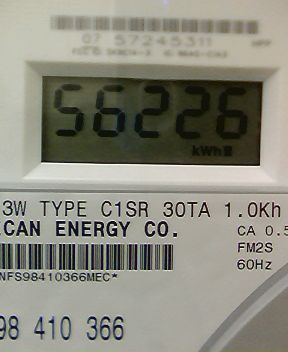 07 57245311
56226
kWh
3W TYPE C1SR 30TA 1.0Kh
ICAN ENERGY CO.
CA 0.5
FM2S
NFS98410366MEC*
60Hz
98 410 366